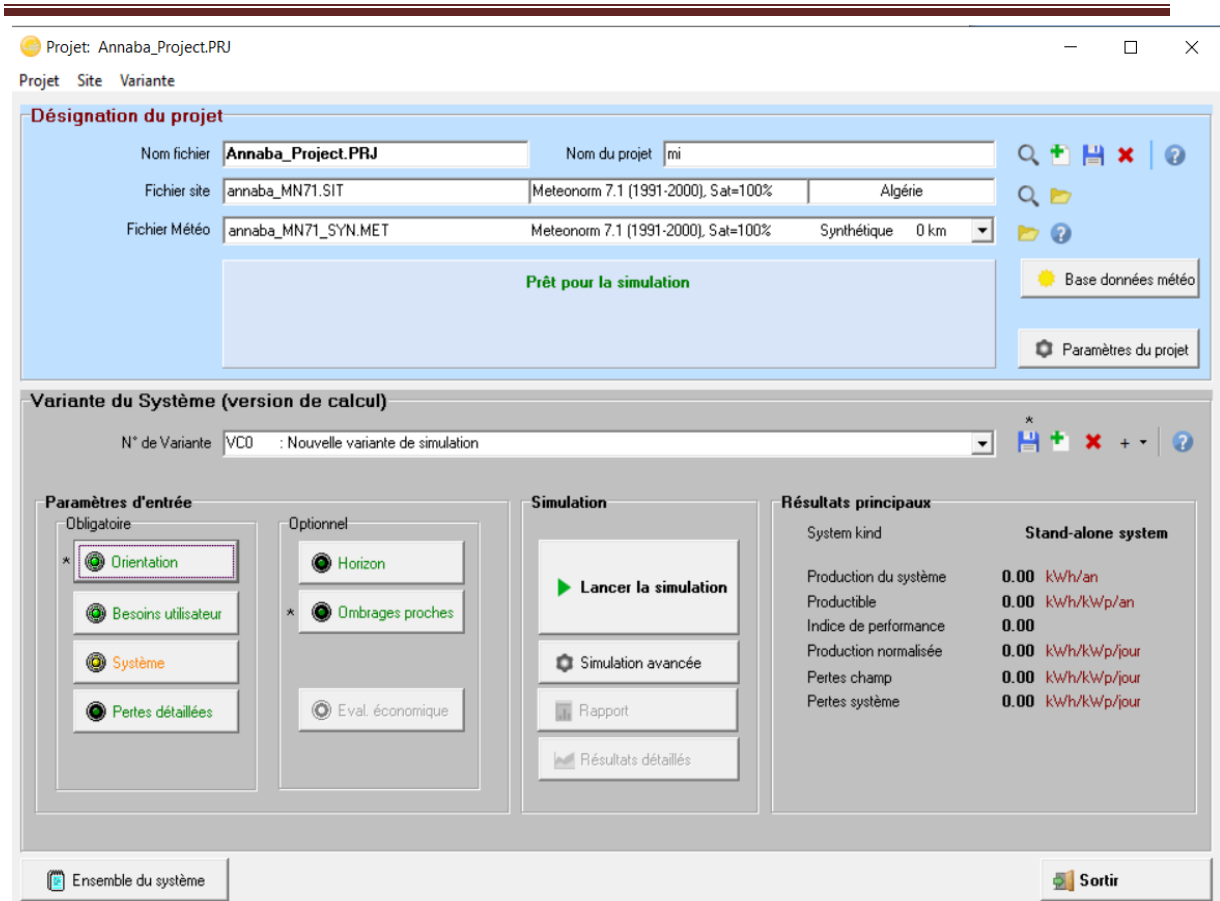 Projet: Annaba_Project.PRJ
Projet Site Variante
Désignation du projet
Nom fichier Annaba_Project.PRJ Nom du projet mi
Fichier site annaba_MN71.SIT Meteonorm 7.1 (1991-2000), Sat=100% Algérie
Fichier Météo annaba_MN71_SYN.MET Meteonorm 7.1 (1991-2000), Sat=100% Synthétique 0 km
Prêt pour la simulation
Base données météo
Paramètres du projet
Variante du Système (version de calcul)
N° de Variante VC0 : Nouvelle variante de simulation
Paramètres d'entrée
Obligatoire
* Orientation
Besoins utilisateur
Système
Pertes détaillées
Optionnel
Horizon
* Ombrages proches
Eval. économique
Simulation
Lancer la simulation
Simulation avancée
Rapport
Résultats détaillés
Résultats principaux
System kind Stand-alone system
Production du système 0.00 kWh/an
Productible 0.00 kWh/kWp/an
Indice de performance 0.00
Production normalisée 0.00 kWh/kWp/jour
Pertes champ 0.00 kWh/kWp/jour
Pertes système 0.00 kWh/kWp/jour
Ensemble du système
Sortir